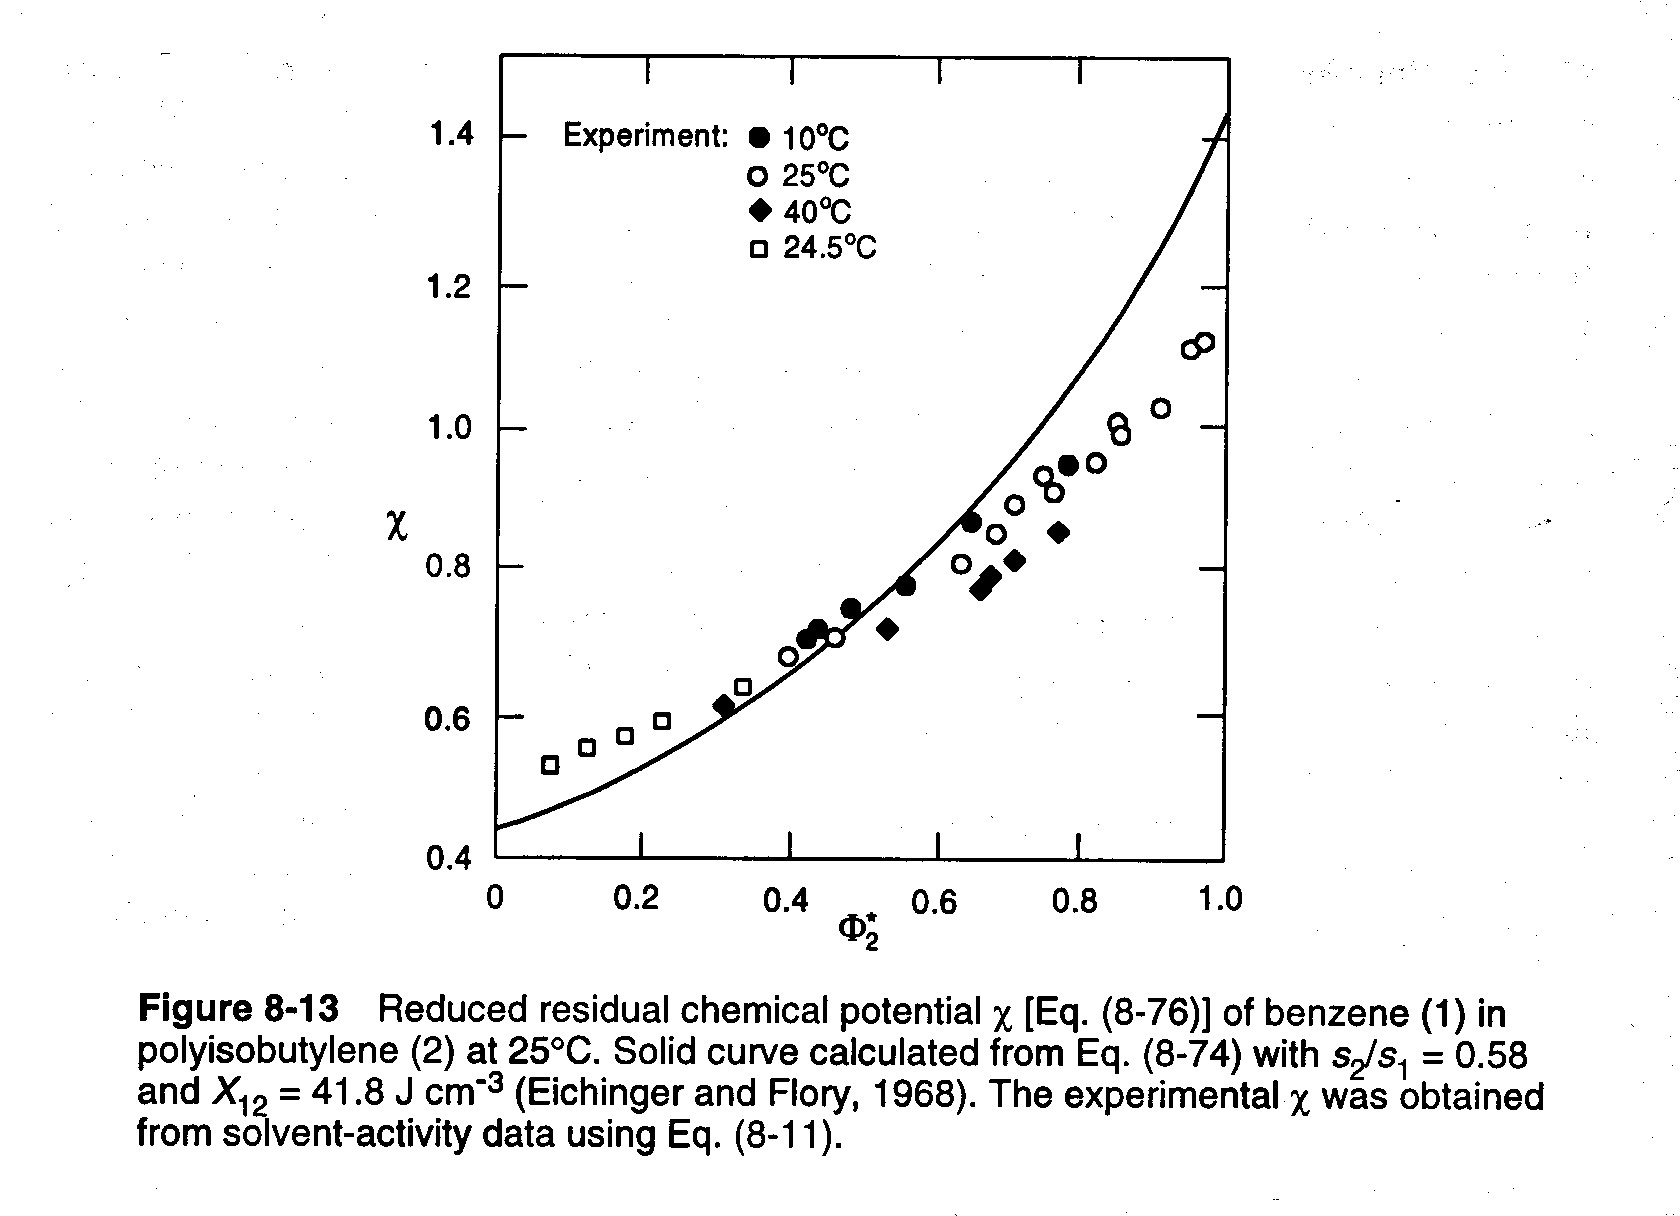 1.4
Experiment: ● 10°C
○ 25°C
◆ 40°C
□ 24.5°C
1.2
1.0
χ
0.8
0.6
0.4
0 0.2 0.4 0.6 0.8 1.0
Φ₂*
Figure 8-13 Reduced residual chemical potential χ [Eq. (8-76)] of benzene (1) in
polyisobutylene (2) at 25°C. Solid curve calculated from Eq. (8-74) with s₂/s₁ = 0.58
and X₁₂ = 41.8 J cm⁻³ (Eichinger and Flory, 1968). The experimental χ was obtained
from solvent-activity data using Eq. (8-11).